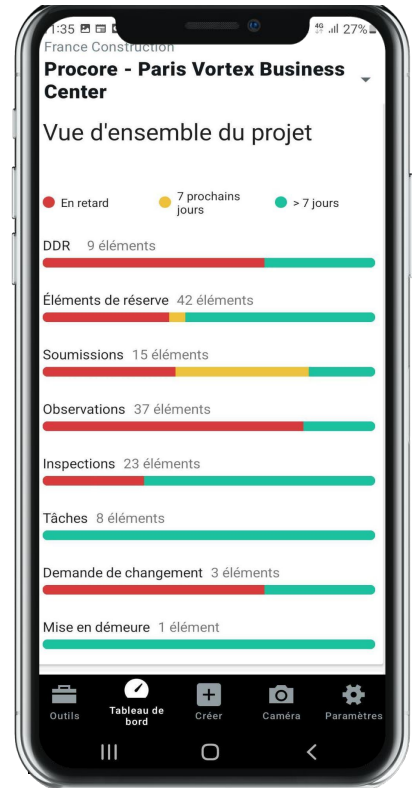 1:35
4G 27%
France Construction
Procore - Paris Vortex Business
Center
Vue d'ensemble du projet
En retard
7 prochains
jours
> 7 jours
DDR 9 éléments
Éléments de réserve 42 éléments
Soumissions 15 éléments
Observations 37 éléments
Inspections 23 éléments
Tâches 8 éléments
Demande de changement 3 éléments
Mise en démeure 1 élément
Outils
Tableau de
bord
Créer
Caméra
Paramètres